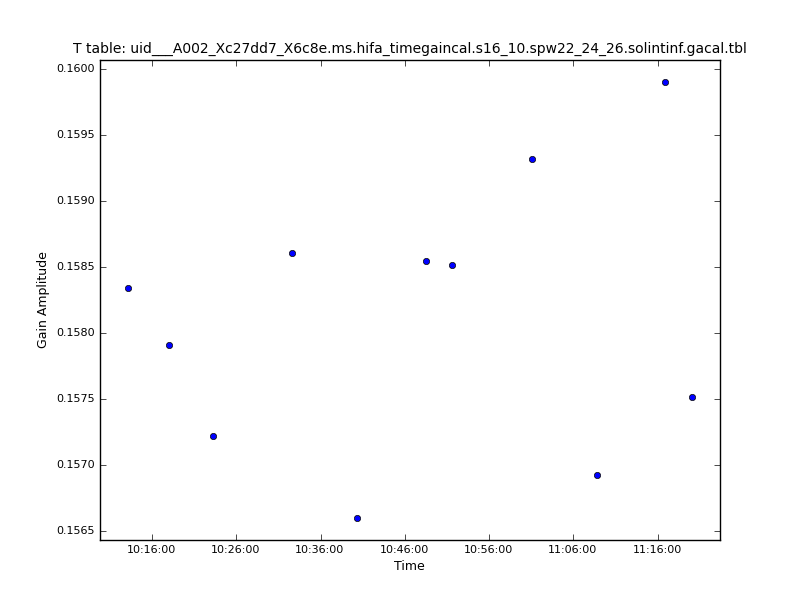 T table: uid___A002_Xc27dd7_X6c8e.ms.hifa_timegaincal.s16_10.spw22_24_26.solintinf.gacal.tbl
0.1600
0.1595
0.1590
0.1585
0.1580
0.1575
0.1570
0.1565
Gain Amplitude
10:16:00 10:26:00 10:36:00 10:46:00 10:56:00 11:06:00 11:16:00
Time